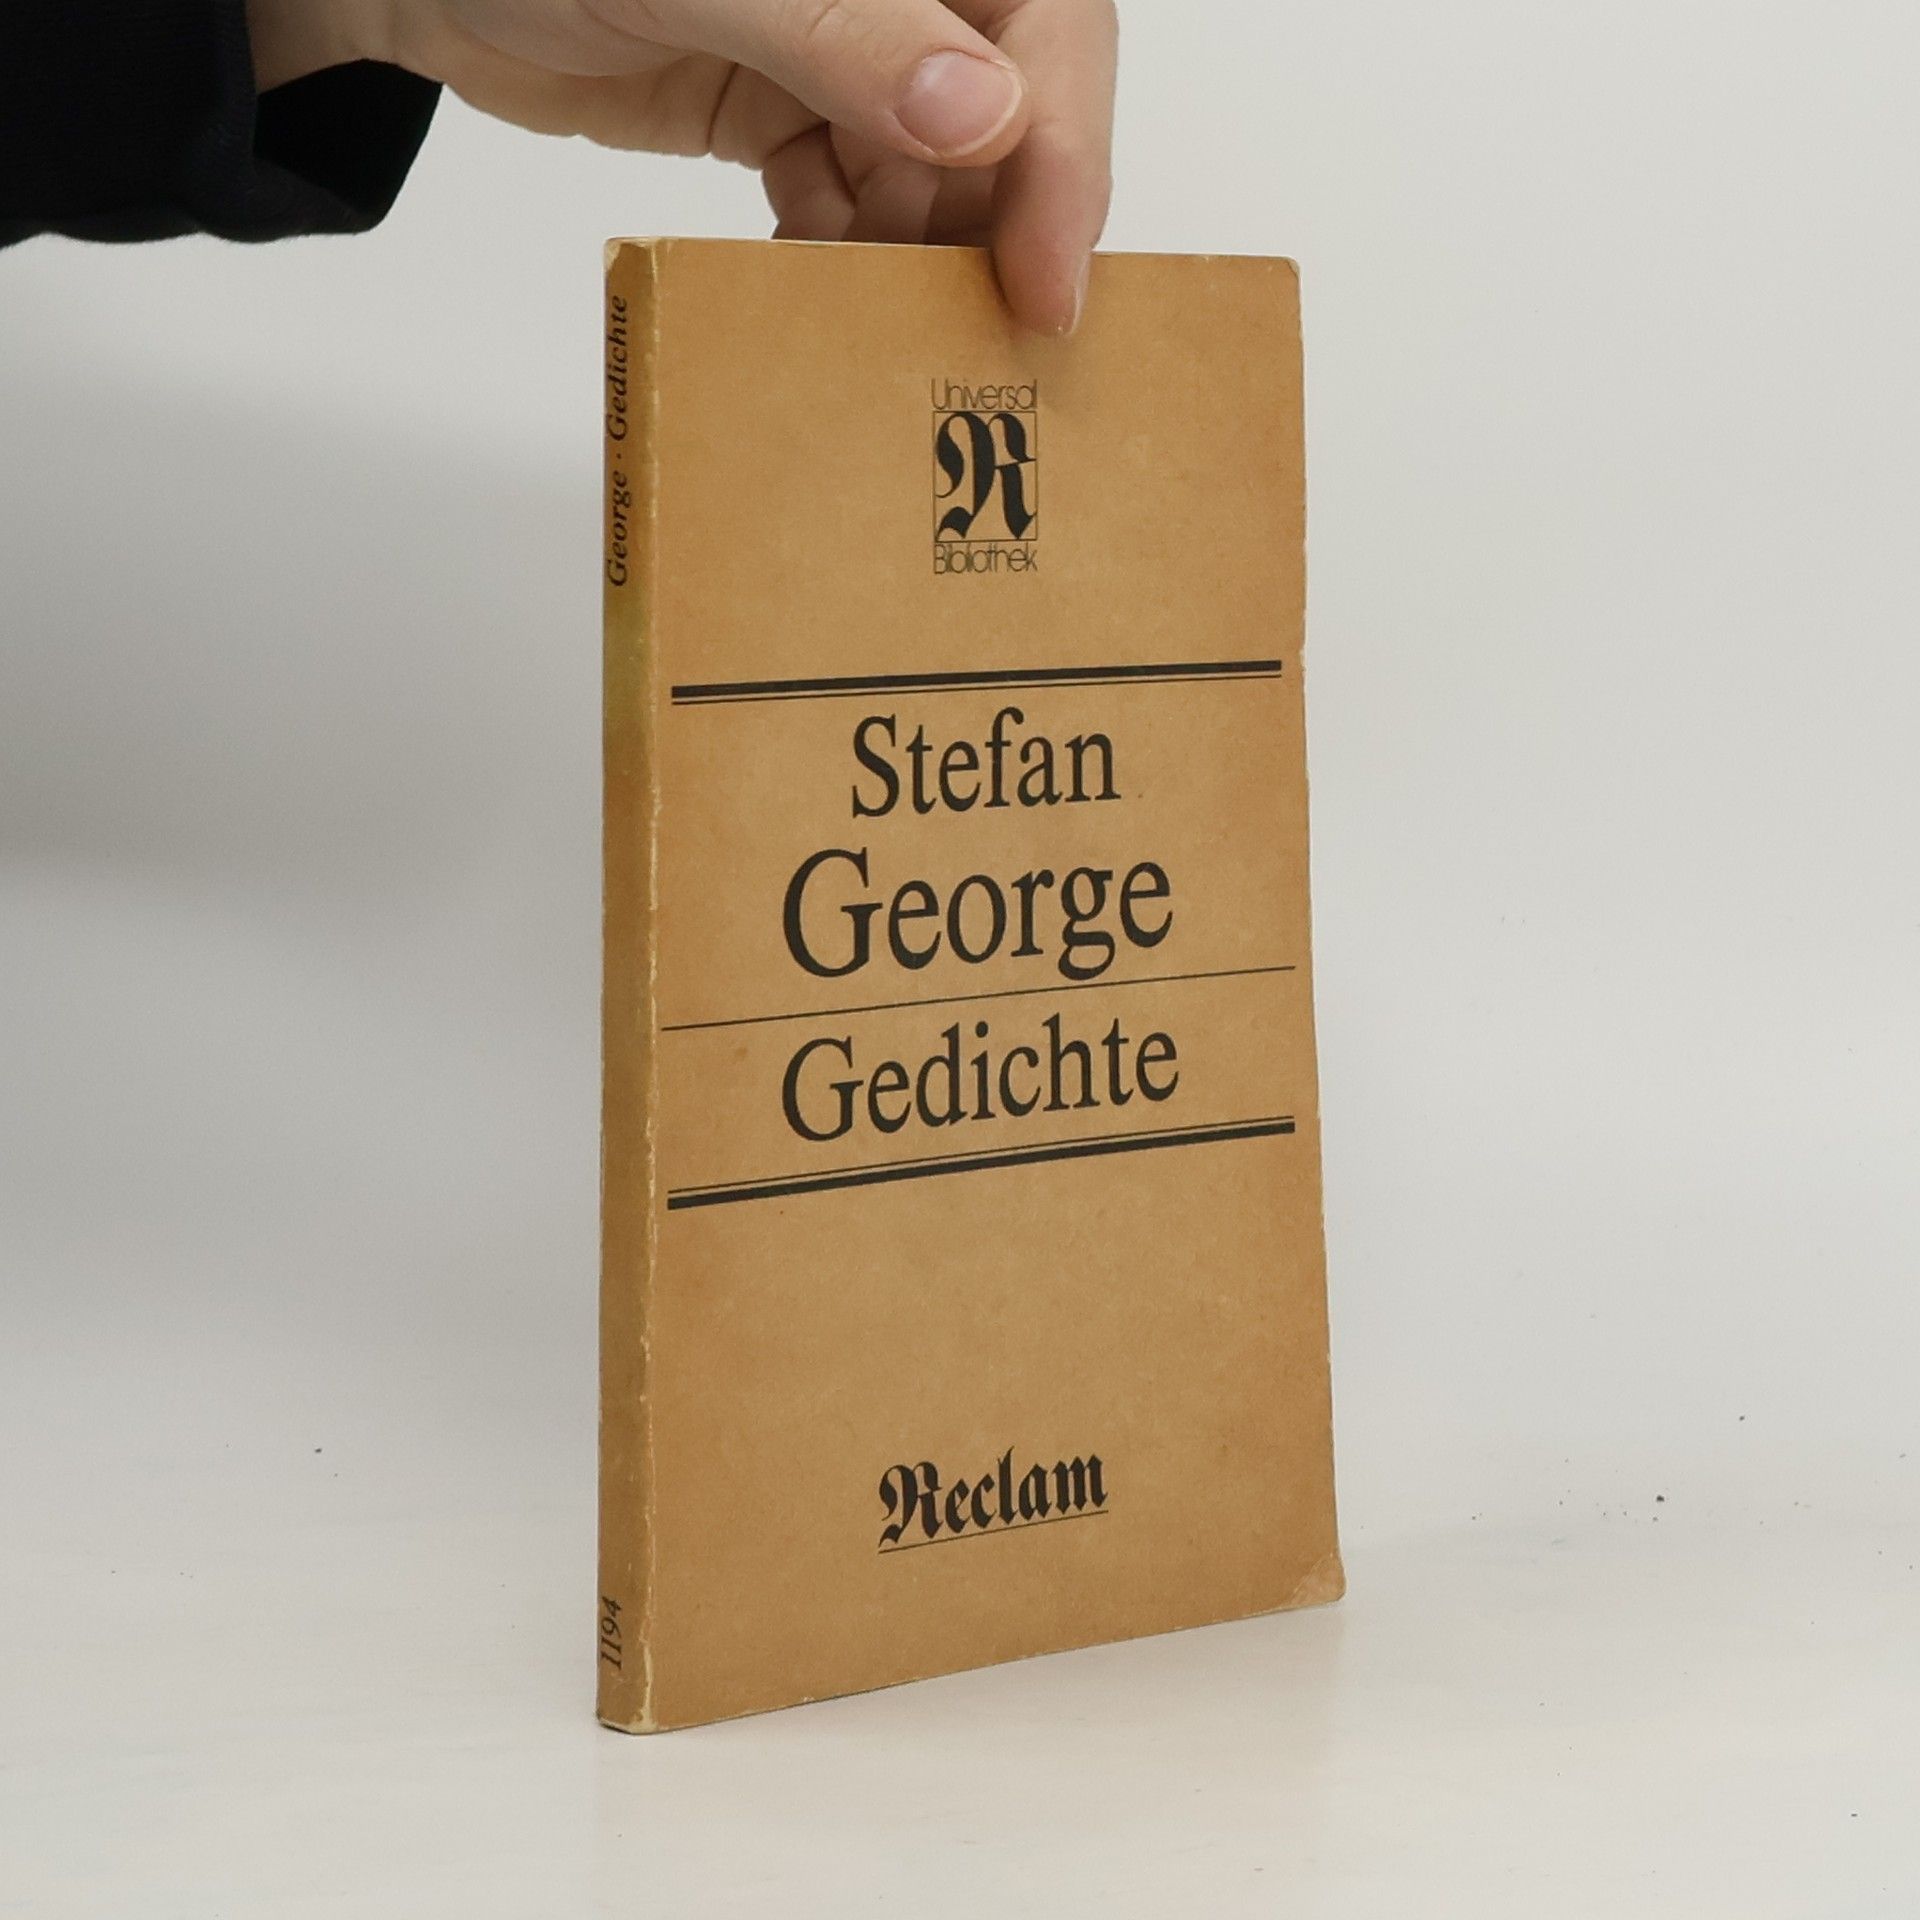 George · Gedichte
1194
Universal
R
Bibliothek
Stefan
George
Gedichte
Reclam